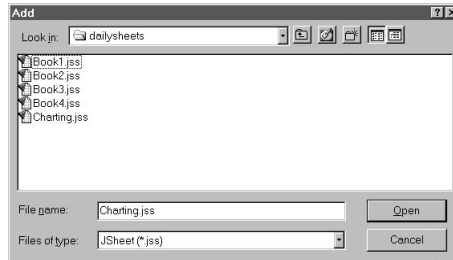 Add
Look in: dailysheets
Book1.jss
Book2.jss
Book3.jss
Book4.jss
Charting.jss
File name: Charting.jss Open
Files of type: JSheet (*.jss) Cancel